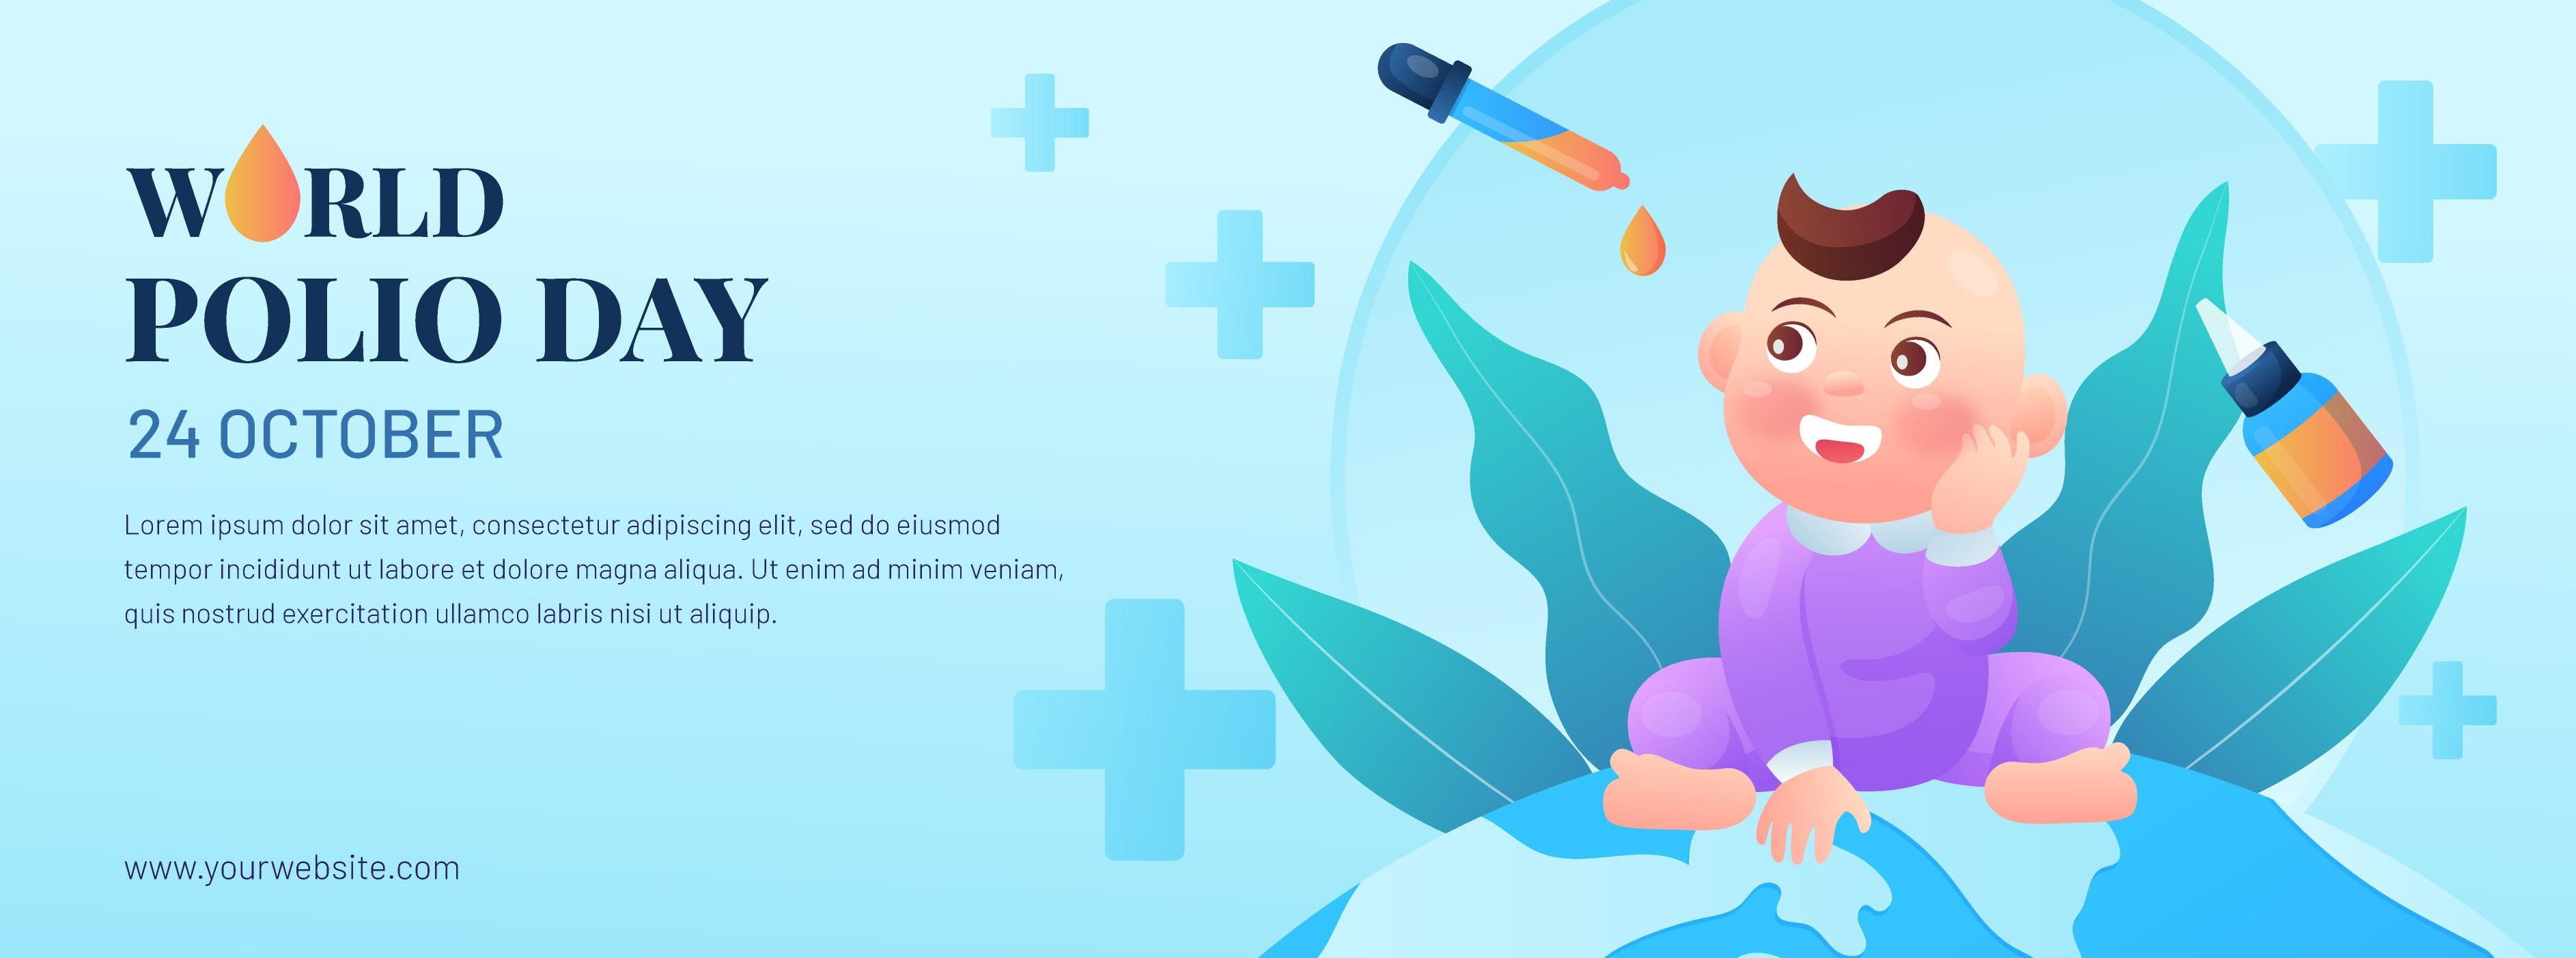 WORLD
POLIO DAY
24 OCTOBER
Lorem ipsum dolor sit amet, consectetur adipiscing elit, sed do eiusmod
tempor incididunt ut labore et dolore magna aliqua. Ut enim ad minim veniam,
quis nostrud exercitation ullamco labris nisi ut aliquip.
www.yourwebsite.com